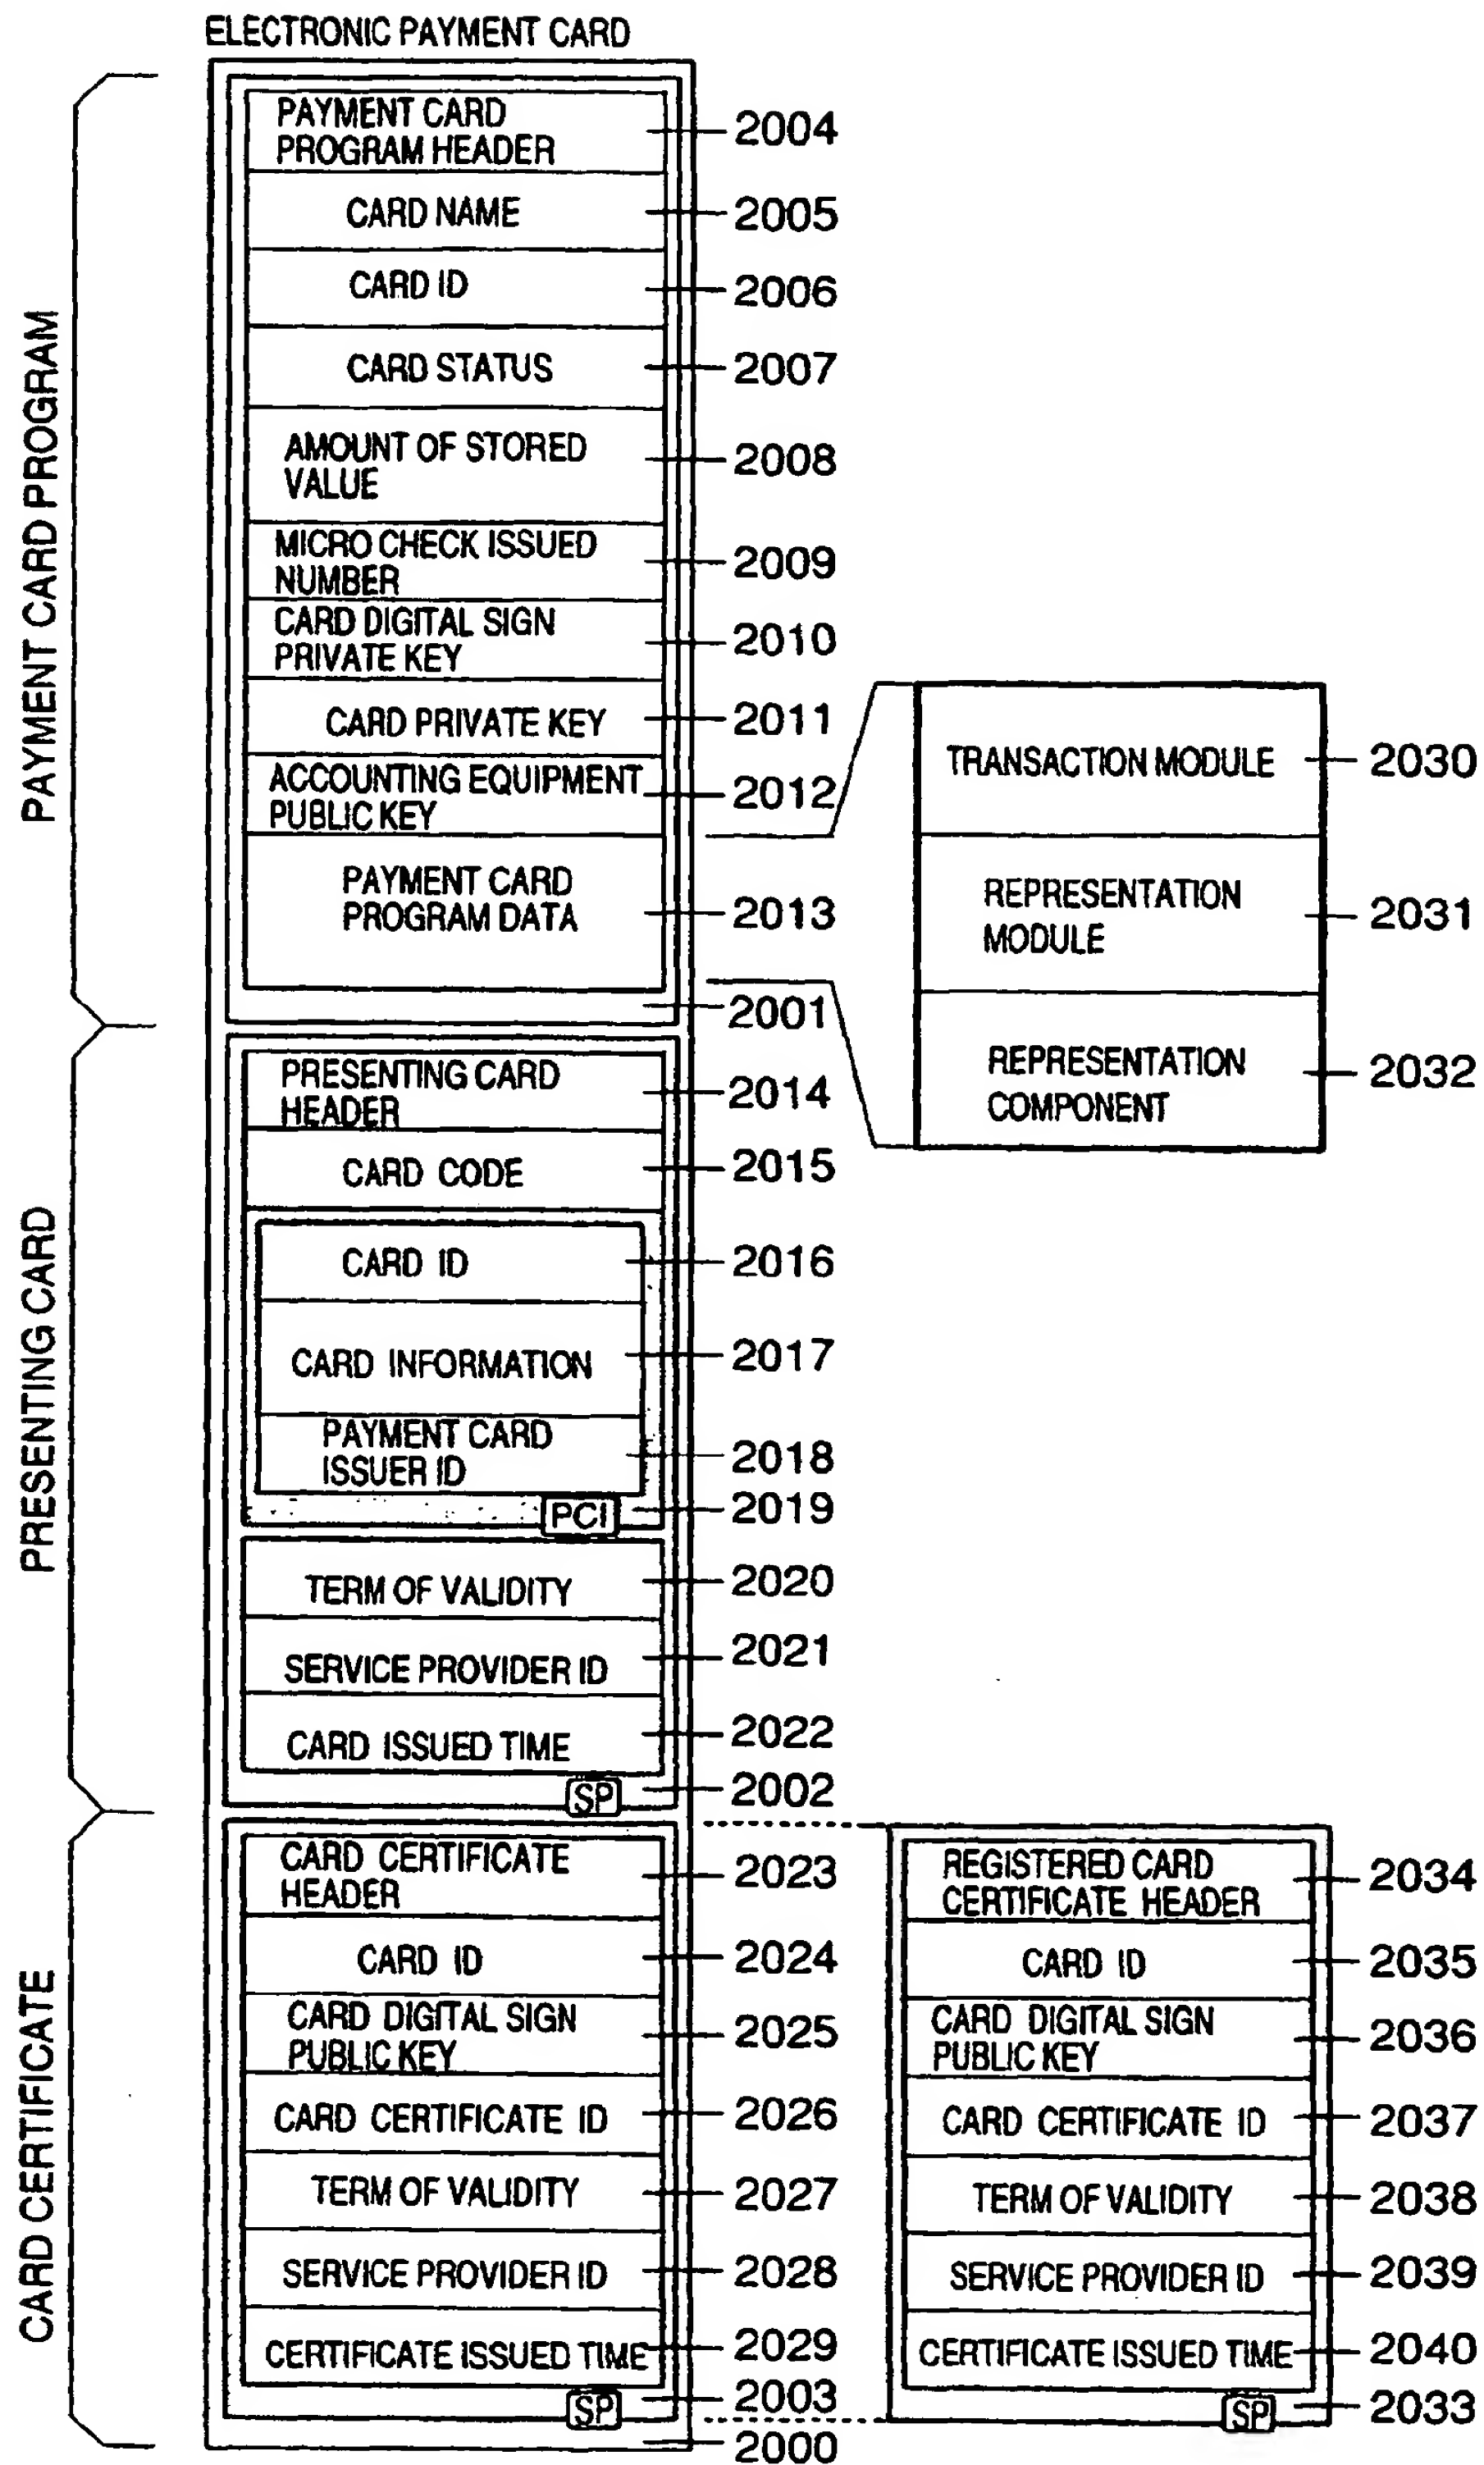 ELECTRONIC PAYMENT CARD
PAYMENT CARD PROGRAM
PAYMENT CARD
PROGRAM HEADER
2004
CARD NAME
2005
CARD ID
2006
CARD STATUS
2007
AMOUNT OF STORED
VALUE
2008
MICRO CHECK ISSUED
NUMBER
2009
CARD DIGITAL SIGN
PRIVATE KEY
2010
CARD PRIVATE KEY
2011
ACCOUNTING EQUIPMENT
PUBLIC KEY
2012
PAYMENT CARD
PROGRAM DATA
2013
2001
TRANSACTION MODULE
2030
REPRESENTATION
MODULE
2031
REPRESENTATION
COMPONENT
2032
PRESENTING CARD
PRESENTING CARD
HEADER
2014
CARD CODE
2015
CARD ID
2016
CARD INFORMATION
2017
PAYMENT CARD
ISSUER ID
2018
PCI
2019
TERM OF VALIDITY
2020
SERVICE PROVIDER ID
2021
CARD ISSUED TIME
2022
SP
2002
CARD CERTIFICATE
CARD CERTIFICATE
HEADER
2023
CARD ID
2024
CARD DIGITAL SIGN
PUBLIC KEY
2025
CARD CERTIFICATE ID
2026
TERM OF VALIDITY
2027
SERVICE PROVIDER ID
2028
CERTIFICATE ISSUED TIME
2029
SP
2003
2000
REGISTERED CARD
CERTIFICATE HEADER
2034
CARD ID
2035
CARD DIGITAL SIGN
PUBLIC KEY
2036
CARD CERTIFICATE ID
2037
TERM OF VALIDITY
2038
SERVICE PROVIDER ID
2039
CERTIFICATE ISSUED TIME
2040
SP
2033